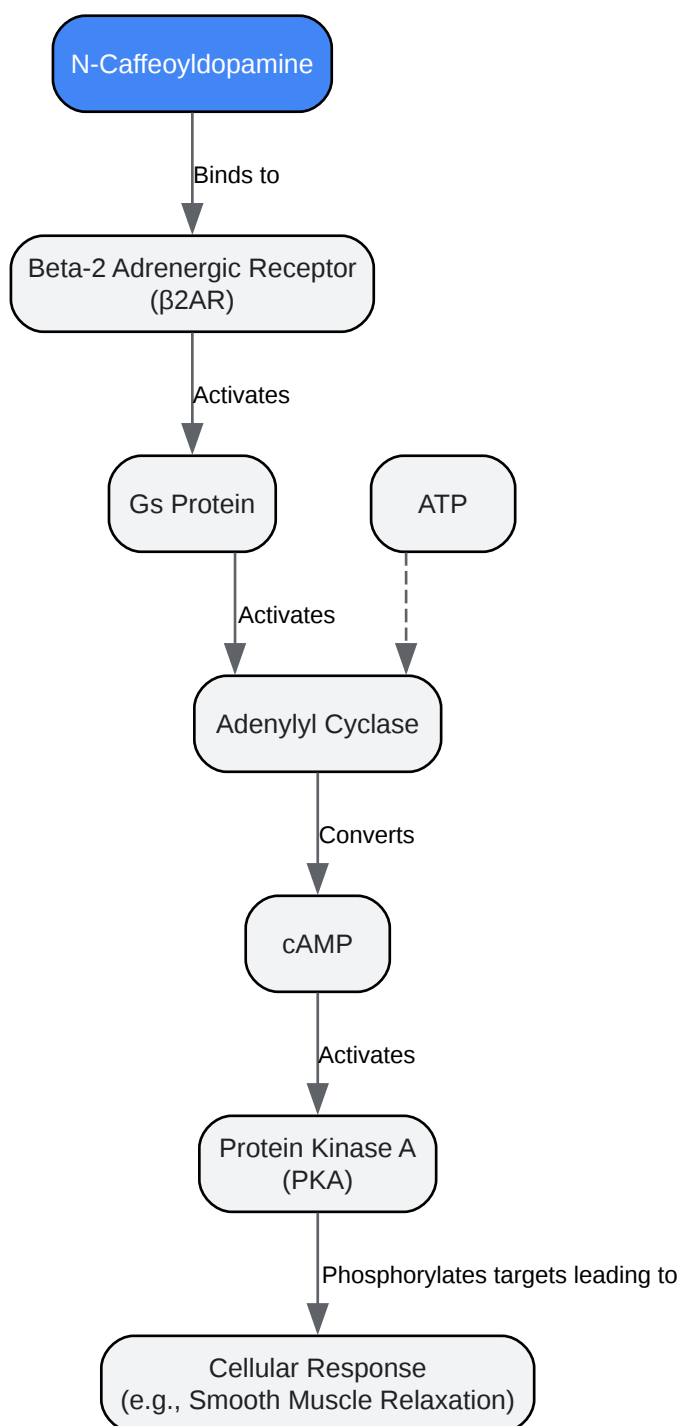 N-Caffeoyldopamine
Binds to
Beta-2 Adrenergic Receptor
(β2AR)
Activates
Gs Protein
ATP
Activates
Adenylyl Cyclase
Converts
cAMP
Activates
Protein Kinase A
(PKA)
Phosphorylates targets leading to
Cellular Response
(e.g., Smooth Muscle Relaxation)